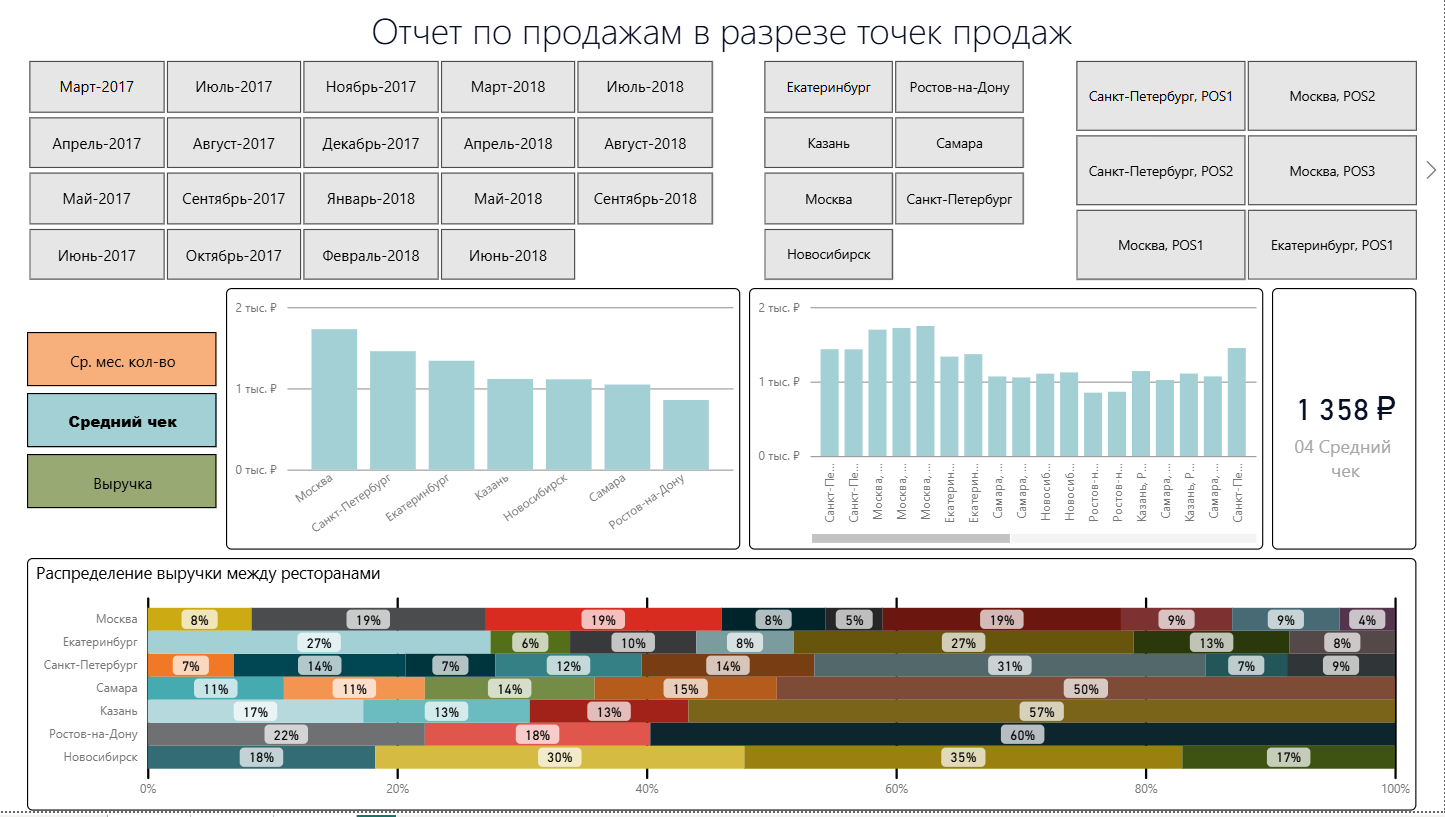 Отчет по продажам в разрезе точек продаж
Март-2017 Июль-2017 Ноябрь-2017 Март-2018 Июль-2018
Апрель-2017 Август-2017 Декабрь-2017 Апрель-2018 Август-2018
Май-2017 Сентябрь-2017 Январь-2018 Май-2018 Сентябрь-2018
Июнь-2017 Октябрь-2017 Февраль-2018 Июнь-2018
Екатеринбург Ростов-на-Дону
Казань Самара
Москва Санкт-Петербург
Новосибирск
Санкт-Петербург, POS1 Москва, POS2
Санкт-Петербург, POS2 Москва, POS3
Москва, POS1 Екатеринбург, POS1
Ср. мес. кол-во
Средний чек
Выручка
2 тыс. ₽
1 тыс. ₽
0 тыс. ₽
Москва
Санкт-Петербург
Екатеринбург
Казань
Новосибирск
Самара
Ростов-на-Дону
2 тыс. ₽
1 тыс. ₽
0 тыс. ₽
Санкт-Пе...
Санкт-Пе...
Москва, ...
Москва, ...
Москва, ...
Екатерин...
Екатерин...
Самара, ...
Самара, ...
Новосиб...
Новосиб...
Ростов-н...
Ростов-н...
Казань, Р...
Самара, ...
Казань, Р...
Самара, ...
Санкт-Пе...
1 358 ₽
04 Средний
чек
Распределение выручки между ресторанами
Москва 8% 19% 19% 8% 5% 19% 9% 9% 4%
Екатеринбург 27% 6% 10% 8% 27% 13% 8%
Санкт-Петербург 7% 14% 7% 12% 14% 31% 7% 9%
Самара 11% 11% 14% 15% 50%
Казань 17% 13% 13% 57%
Ростов-на-Дону 22% 18% 60%
Новосибирск 18% 30% 35% 17%
0% 20% 40% 60% 80% 100%